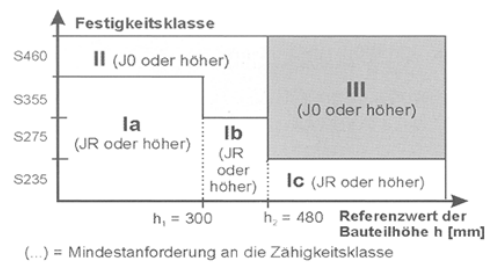 Festigkeitsklasse
S460
II (J0 oder höher)
III
(J0 oder höher)
S355
Ia
(JR oder höher)
S275
Ib
(JR
oder
höher)
S235
Ic (JR oder höher)
h₁ = 300
h₂ = 480
Referenzwert der
Bauteilhöhe h [mm]
(...) = Mindestanforderung an die Zähigkeitsklasse